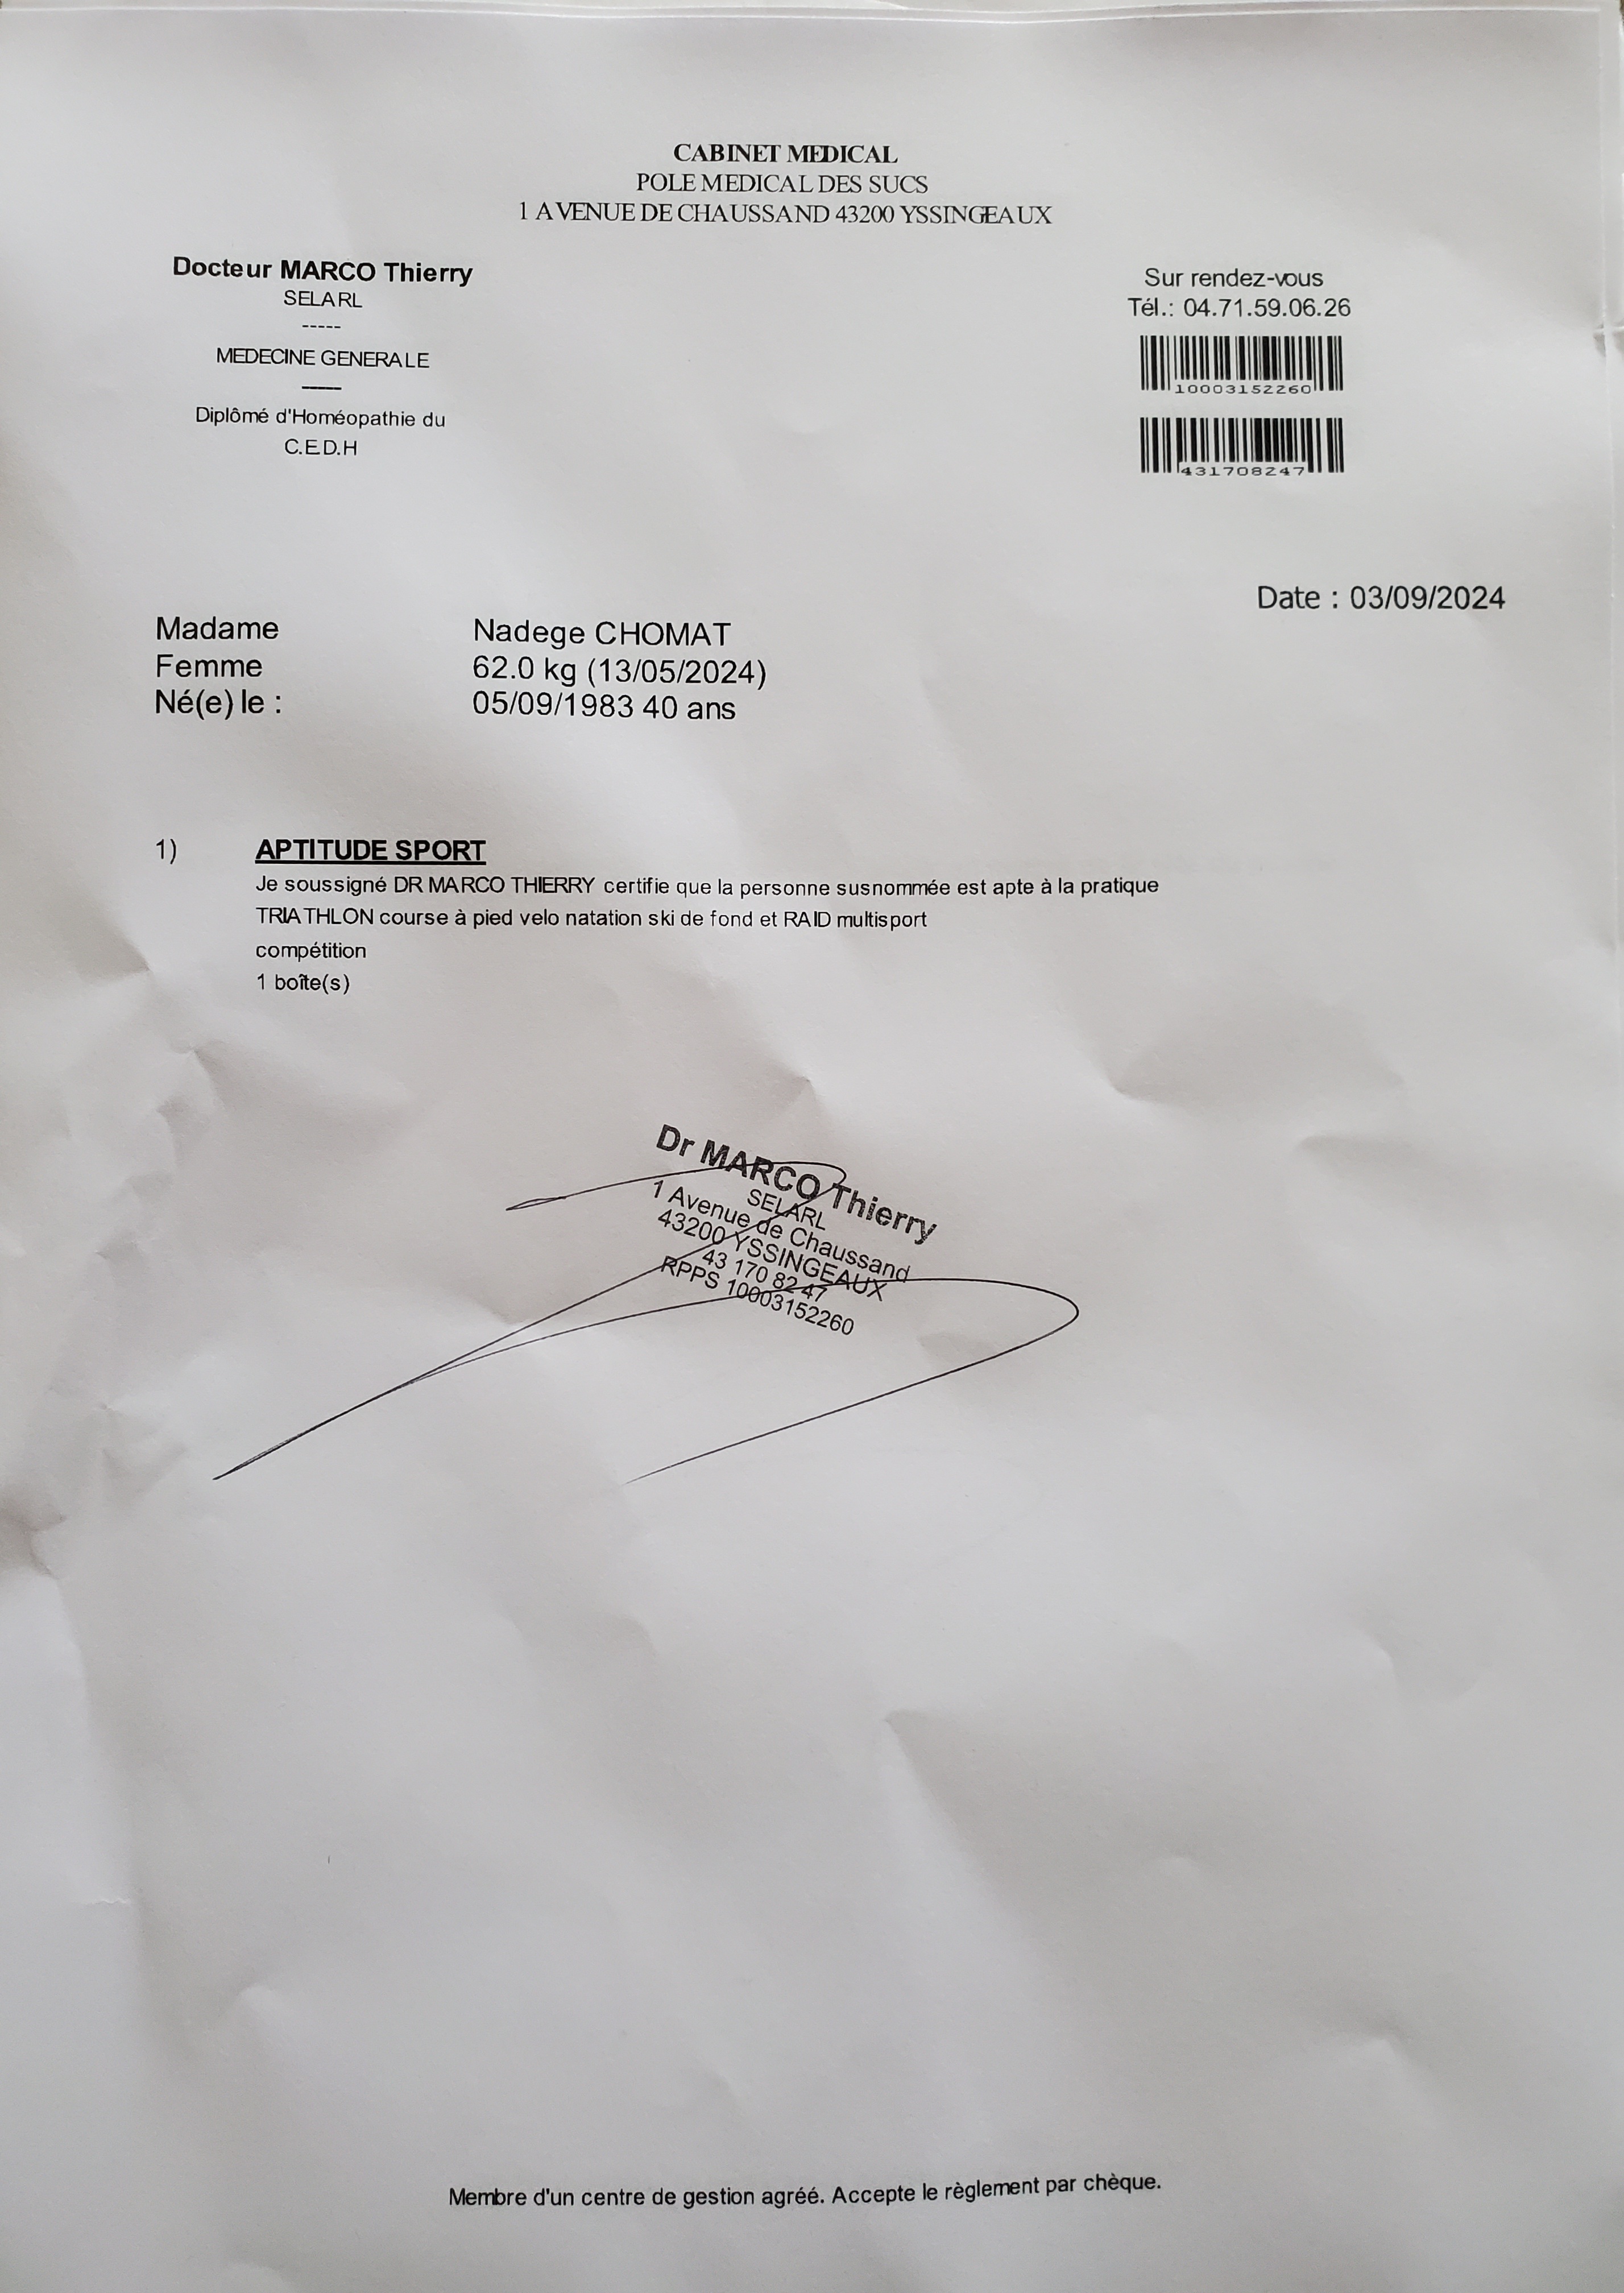 CABINET MEDICAL
POLE MEDICAL DES SUCS
1 AVENUE DE CHAUSSAND 43200 YSSINGEAUX
Docteur MARCO Thierry
SELARL
-----
MEDECINE GENERALE
-----
Diplômé d'Homéopathie du
C.E.D.H
Sur rendez-vous
Tél.: 04.71.59.06.26
10003152260
431708247
Date : 03/09/2024
Madame Nadege CHOMAT
Femme 62.0 kg (13/05/2024)
Né(e) le : 05/09/1983 40 ans
1) APTITUDE SPORT
Je soussigné DR MARCO THIERRY certifie que la personne susnommée est apte à la pratique
TRIATHLON course à pied velo natation ski de fond et RAID multisport
compétition
1 boîte(s)
Dr MARCO Thierry
SELARL
1 Avenue de Chaussand
43200 YSSINGEAUX
43 170 82 47
RPPS 10003152260
Membre d'un centre de gestion agréé. Accepte le règlement par chèque.